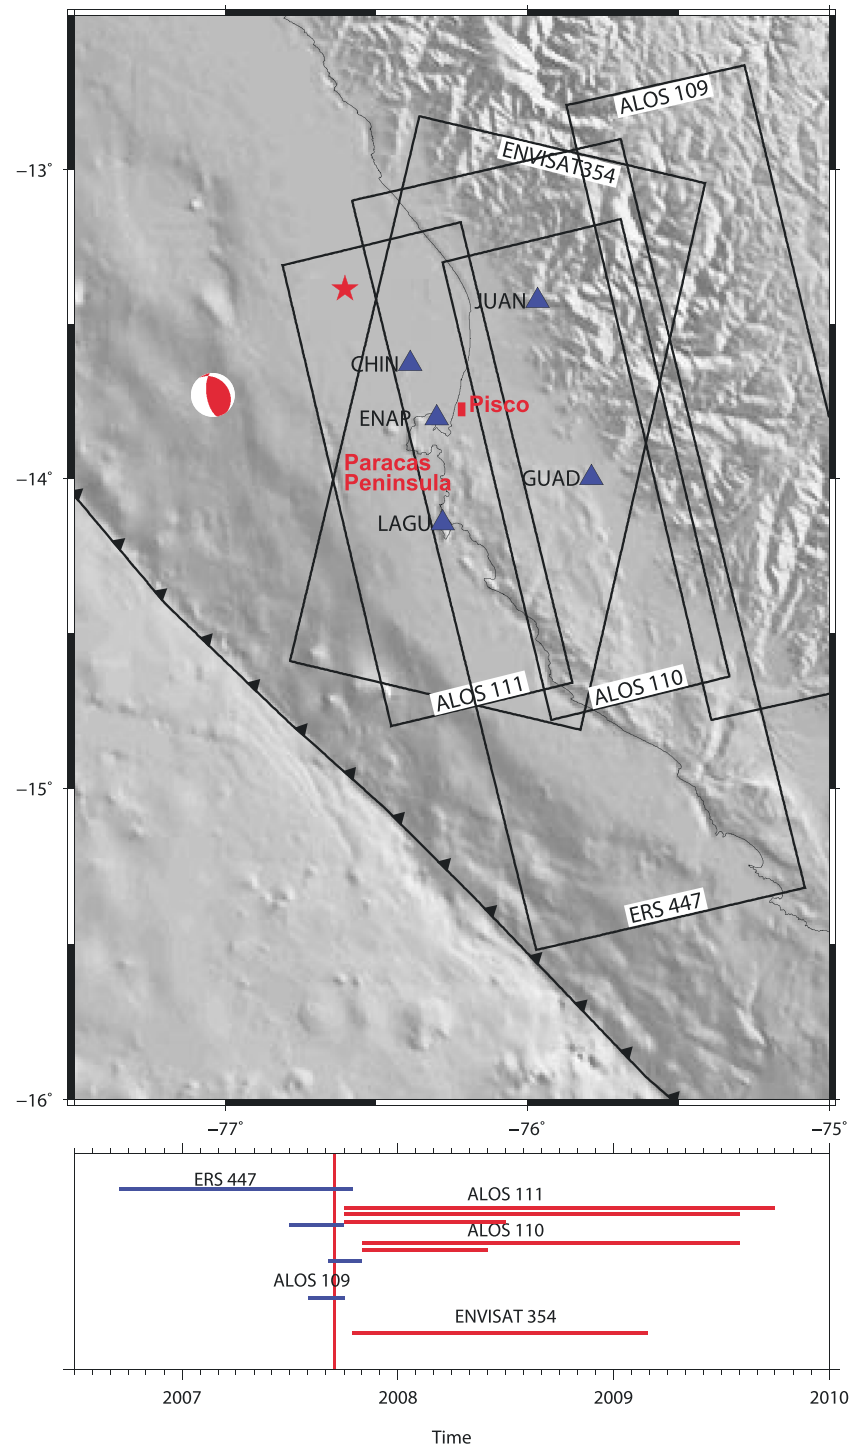 ALOS 109
ENVISAT354
−13˚
JUAN
CHIN
Pisco
ENAP
Paracas
Peninsula
−14˚
GUAD
LAGU
ALOS 111
ALOS 110
−15˚
ERS 447
−16˚
−77˚
−76˚
−75˚
ERS 447
ALOS 111
ALOS 110
ALOS 109
ENVISAT 354
2007
2008
2009
2010
Time